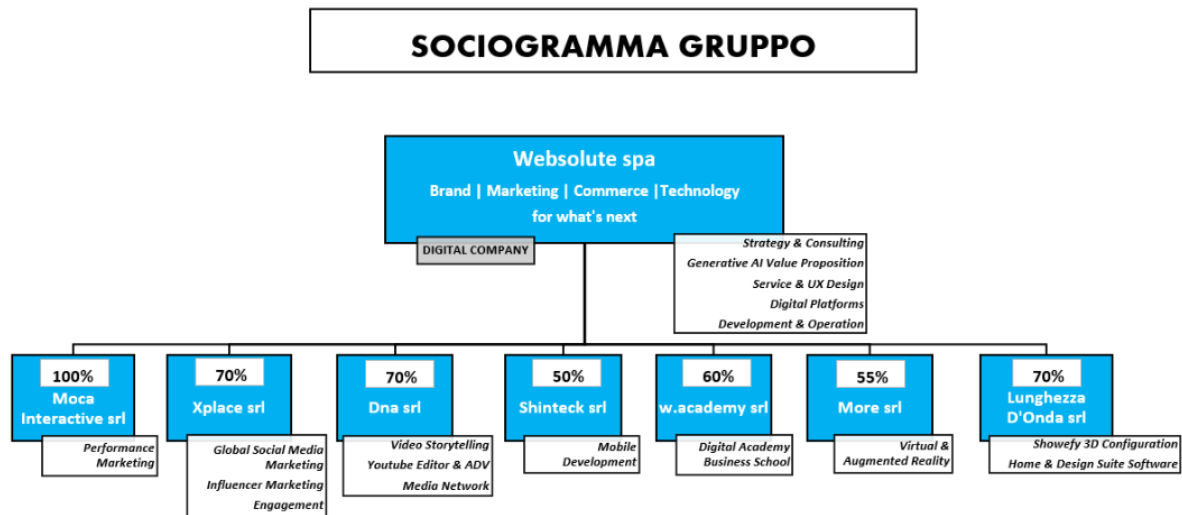 SOCIOGRAMMA GRUPPO
Websolute spa
Brand | Marketing | Commerce |Technology
for what's next
DIGITAL COMPANY
Strategy & Consulting
Generative AI Value Proposition
Service & UX Design
Digital Platforms
Development & Operation
100%
Moca
Interactive srl
Performance
Marketing
70%
Xplace srl
Global Social Media
Marketing
Influencer Marketing
Engagement
70%
Dna srl
Video Storytelling
Youtube Editor & ADV
Media Network
50%
Shinteck srl
Mobile
Development
60%
w.academy srl
Digital Academy
Business School
55%
More srl
Virtual &
Augmented Reality
70%
Lunghezza
D'Onda srl
Showefy 3D Configuration
Home & Design Suite Software